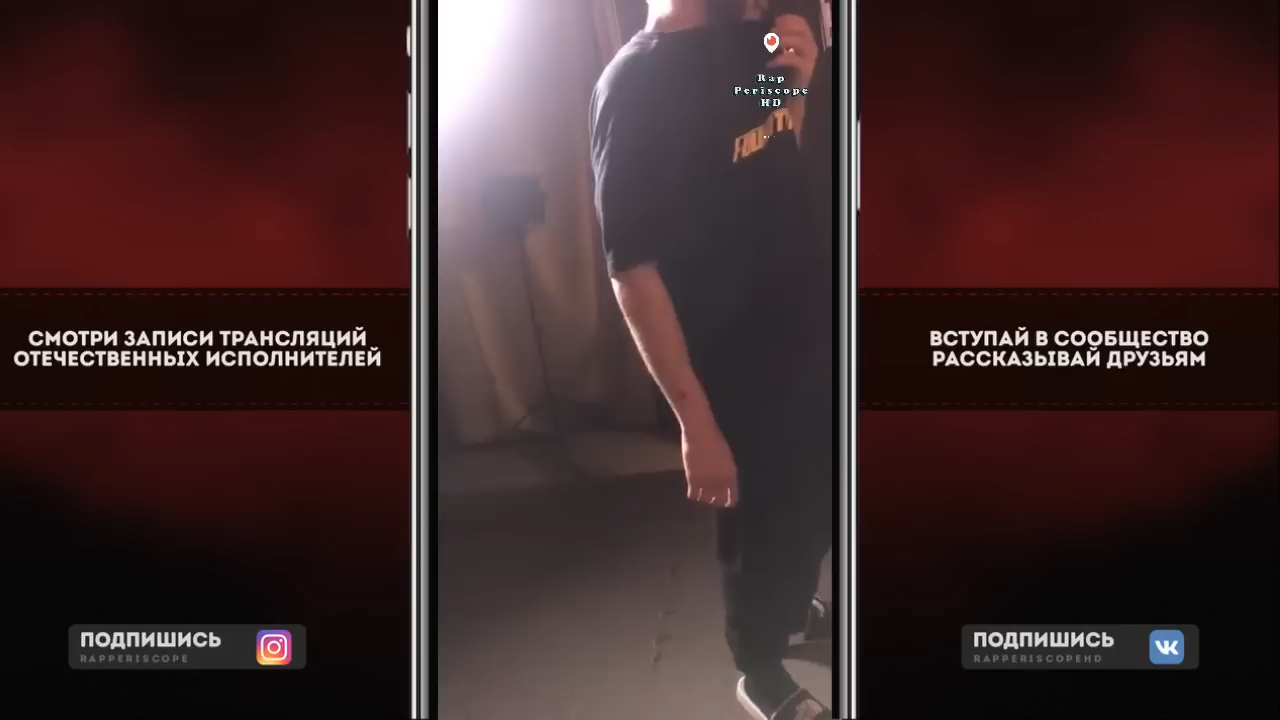 Rap
Periscope
HD
СМОТРИ ЗАПИСИ ТРАНСЛЯЦИЙ
ОТЕЧЕСТВЕННЫХ ИСПОЛНИТЕЛЕЙ
ВСТУПАЙ В СООБЩЕСТВО
РАССКАЗЫВАЙ ДРУЗЬЯМ
ПОДПИШИСЬ
RAPPERISCOPE
ПОДПИШИСЬ
RAPPERISCOPEHD